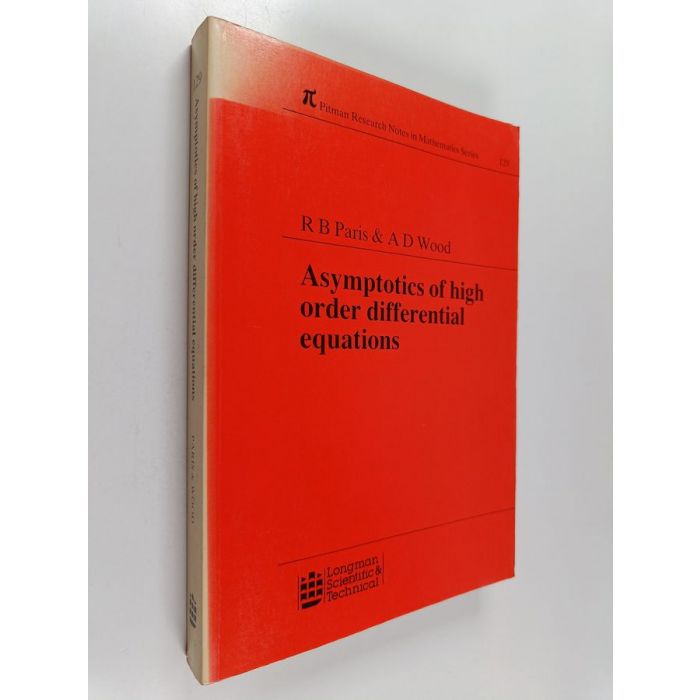 π Pitman Research Notes in Mathematics Series 129
R B Paris & A D Wood
Asymptotics of high
order differential
equations
Longman
Scientific &
Technical
129 Asymptotics of high order differential equations PARIS & WOOD